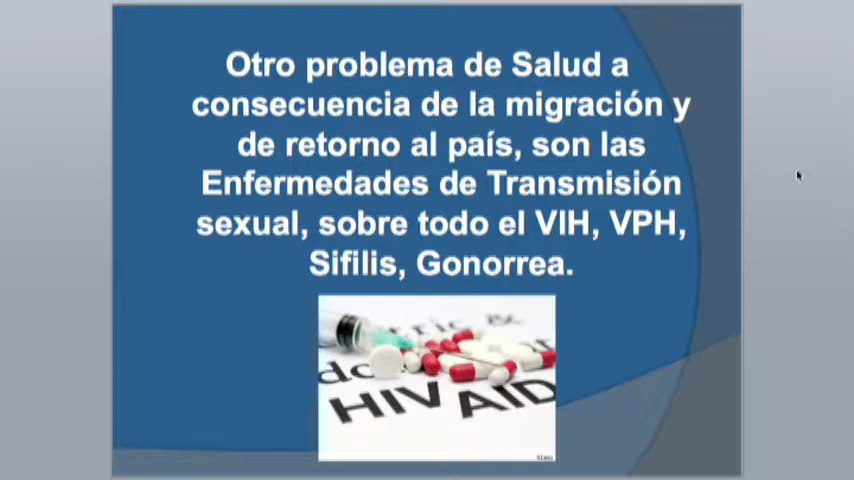 Otro problema de Salud a
consecuencia de la migración y
de retorno al país, son las
Enfermedades de Transmisión
sexual, sobre todo el VIH, VPH,
Sifilis, Gonorrea.
HIV AID